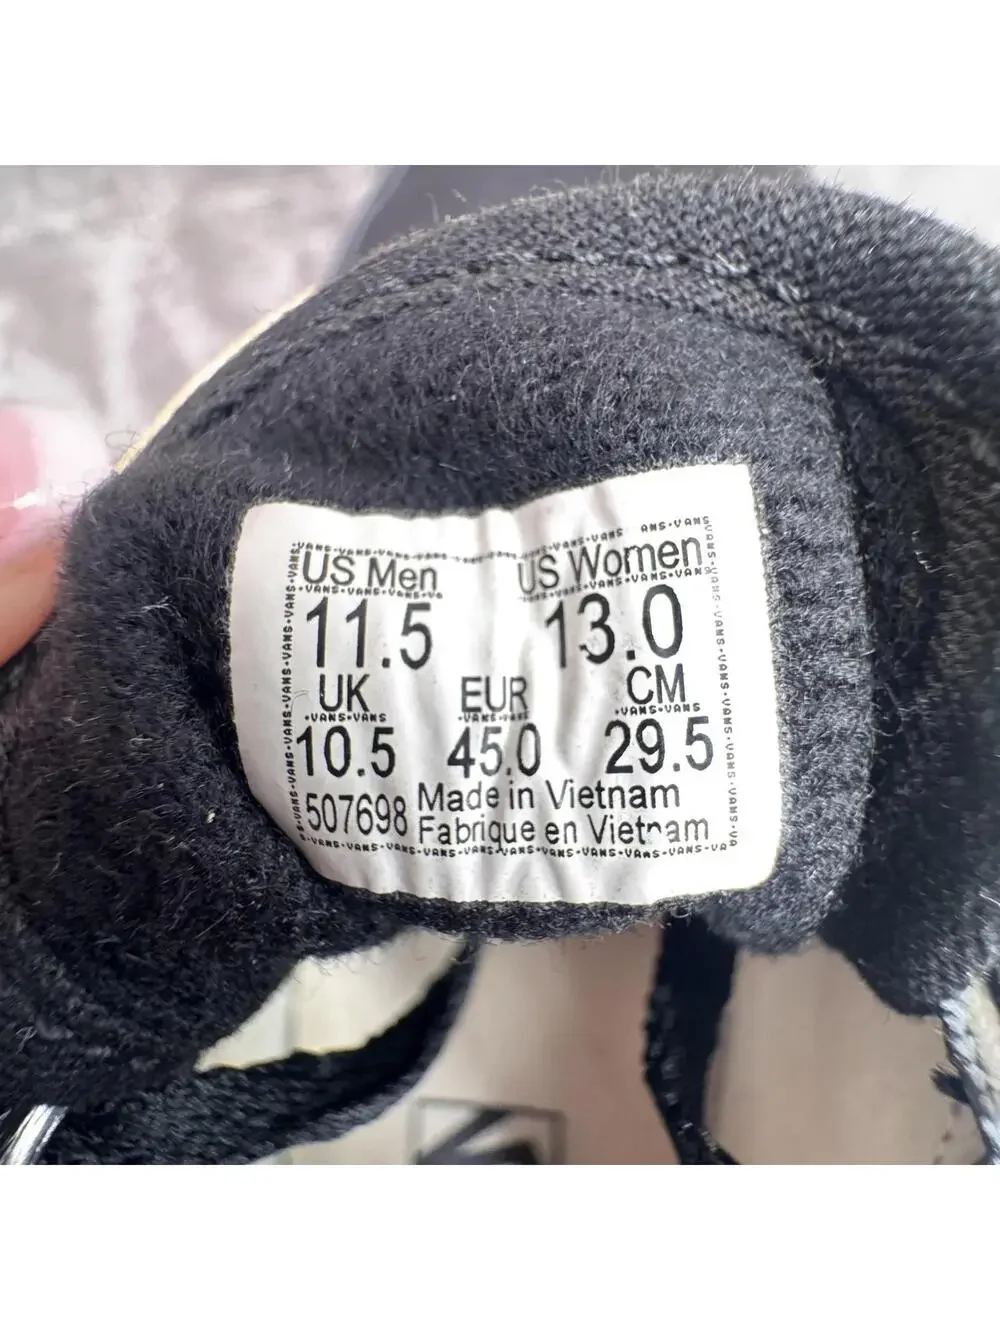 US Men US Women
11.5 13.0
UK EUR CM
10.5 45.0 29.5
507698 Made in Vietnam
Fabrique en Vietnam